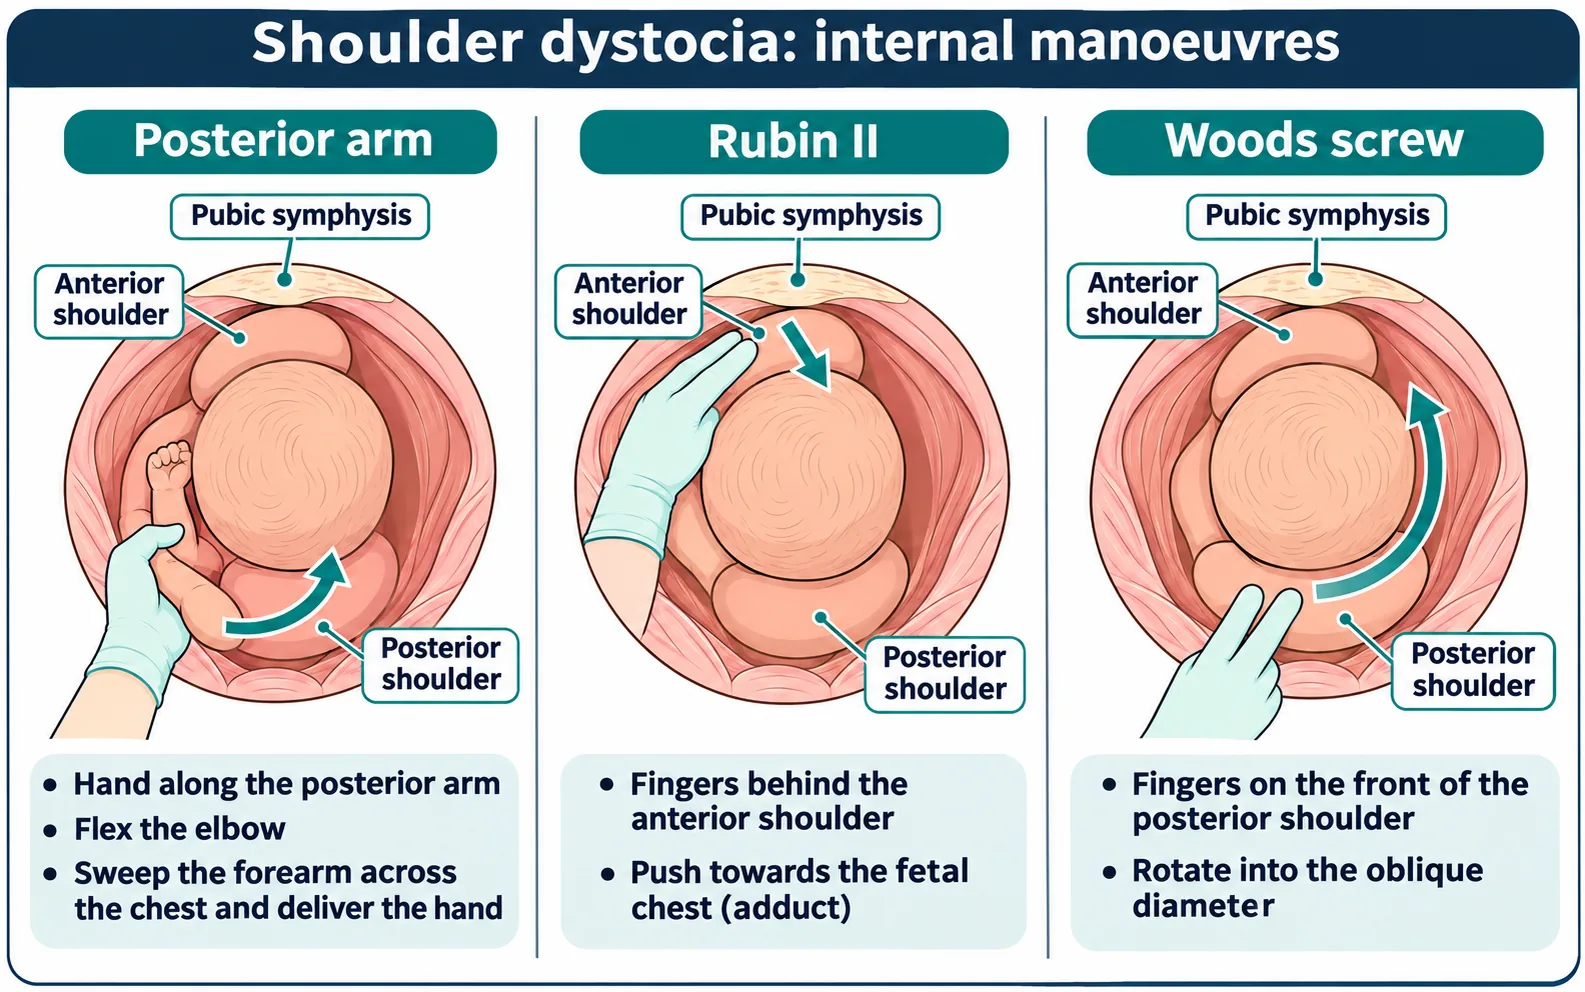 Shoulder dystocia: internal manoeuvres
Posterior arm
Pubic symphysis
Anterior
shoulder
Posterior
shoulder
• Hand along the posterior arm
• Flex the elbow
• Sweep the forearm across
the chest and deliver the hand
Rubin II
Pubic symphysis
Anterior
shoulder
Posterior
shoulder
• Fingers behind the
anterior shoulder
• Push towards the fetal
chest (adduct)
Woods screw
Pubic symphysis
Anterior
shoulder
Posterior
shoulder
• Fingers on the front of the
posterior shoulder
• Rotate into the oblique
diameter